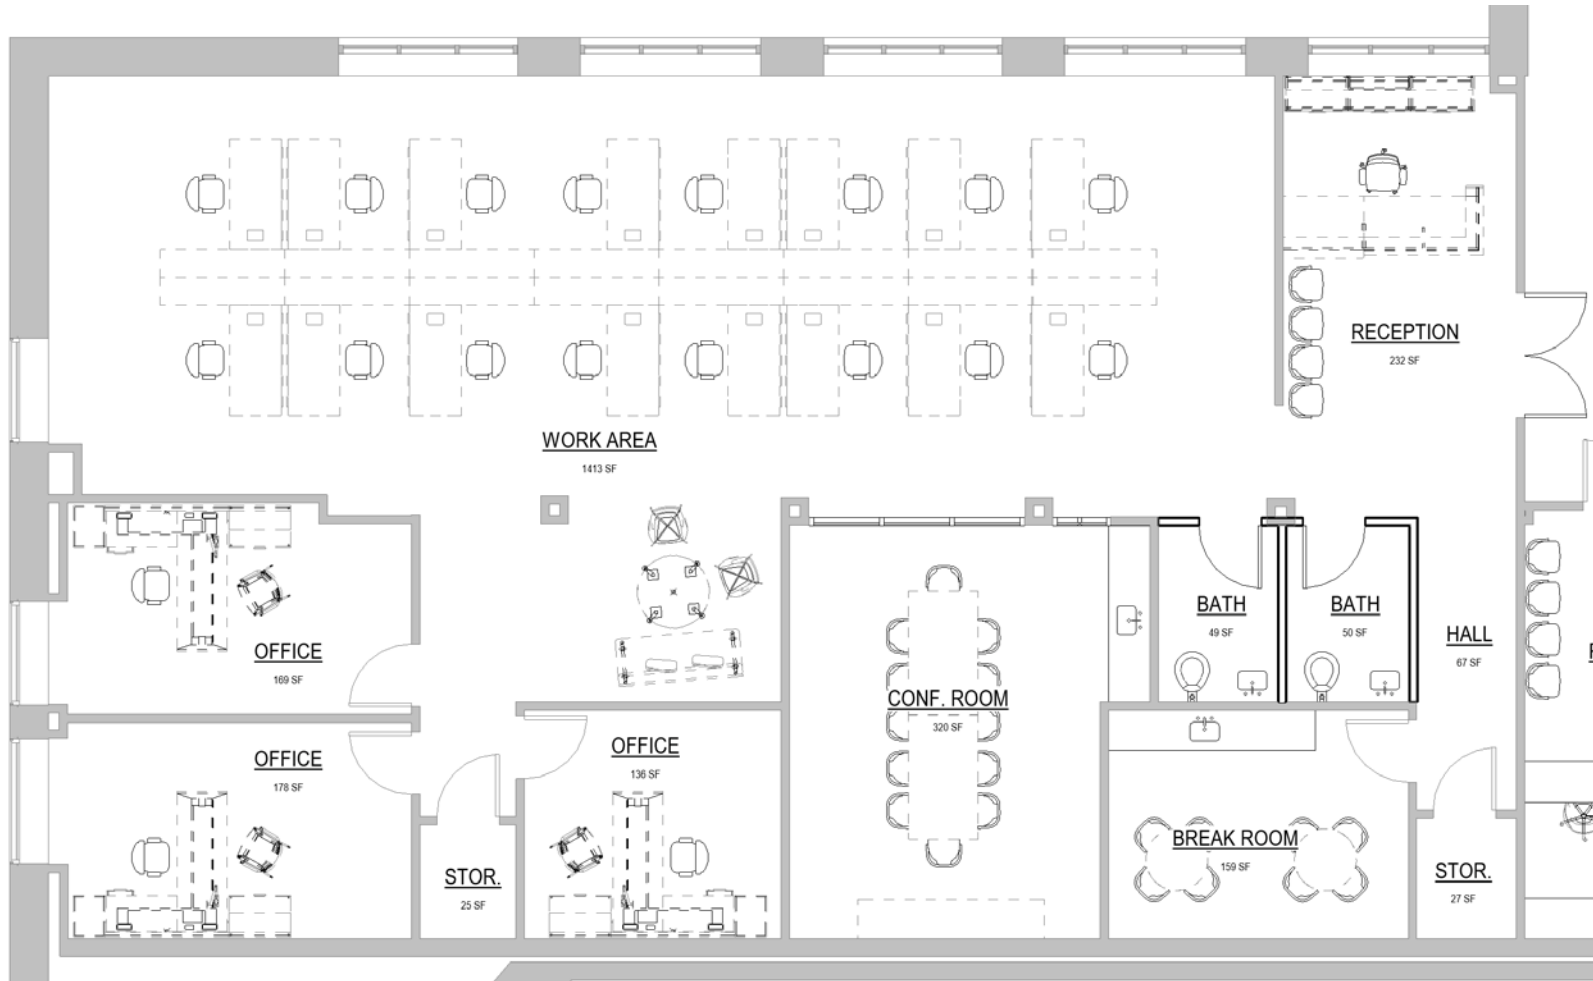 RECEPTION
232 SF
WORK AREA
1413 SF
BATH
49 SF
BATH
50 SF
HALL
67 SF
OFFICE
169 SF
CONF. ROOM
320 SF
OFFICE
178 SF
OFFICE
136 SF
BREAK ROOM
159 SF
STOR.
25 SF
STOR.
27 SF